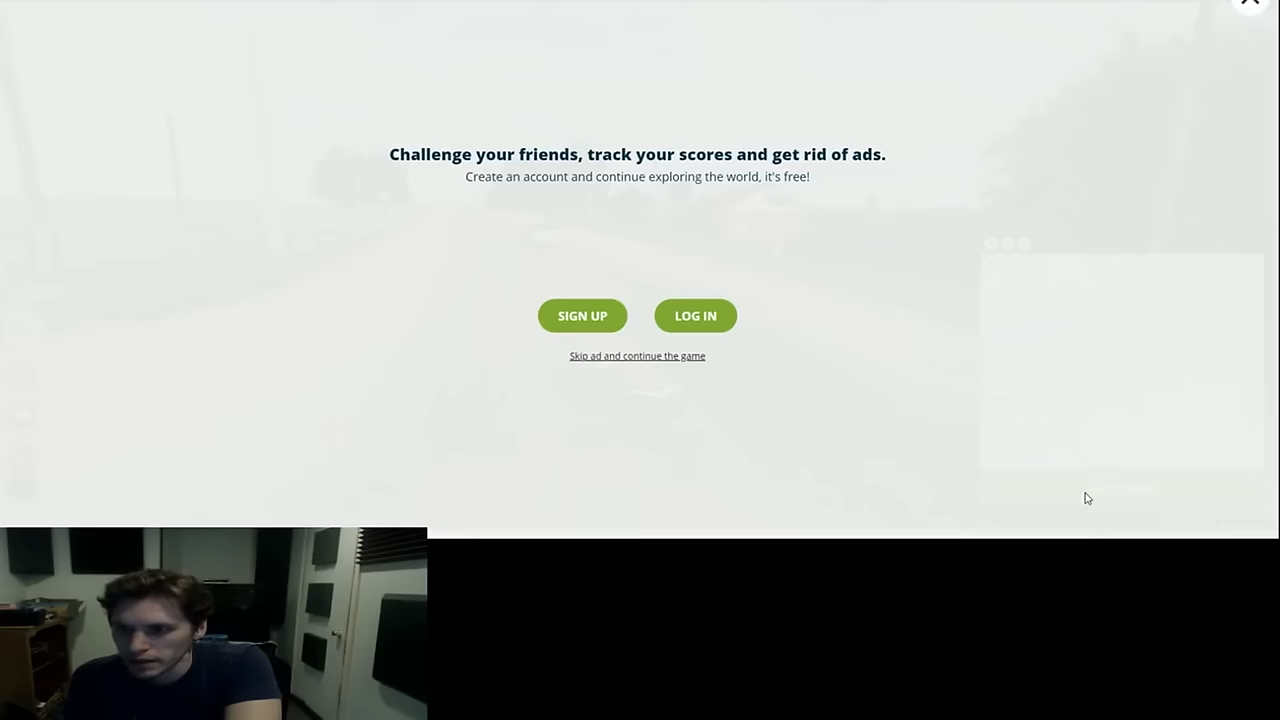 Challenge your friends, track your scores and get rid of ads.
Create an account and continue exploring the world, it's free!
SIGN UP
LOG IN
Skip ad and continue the game